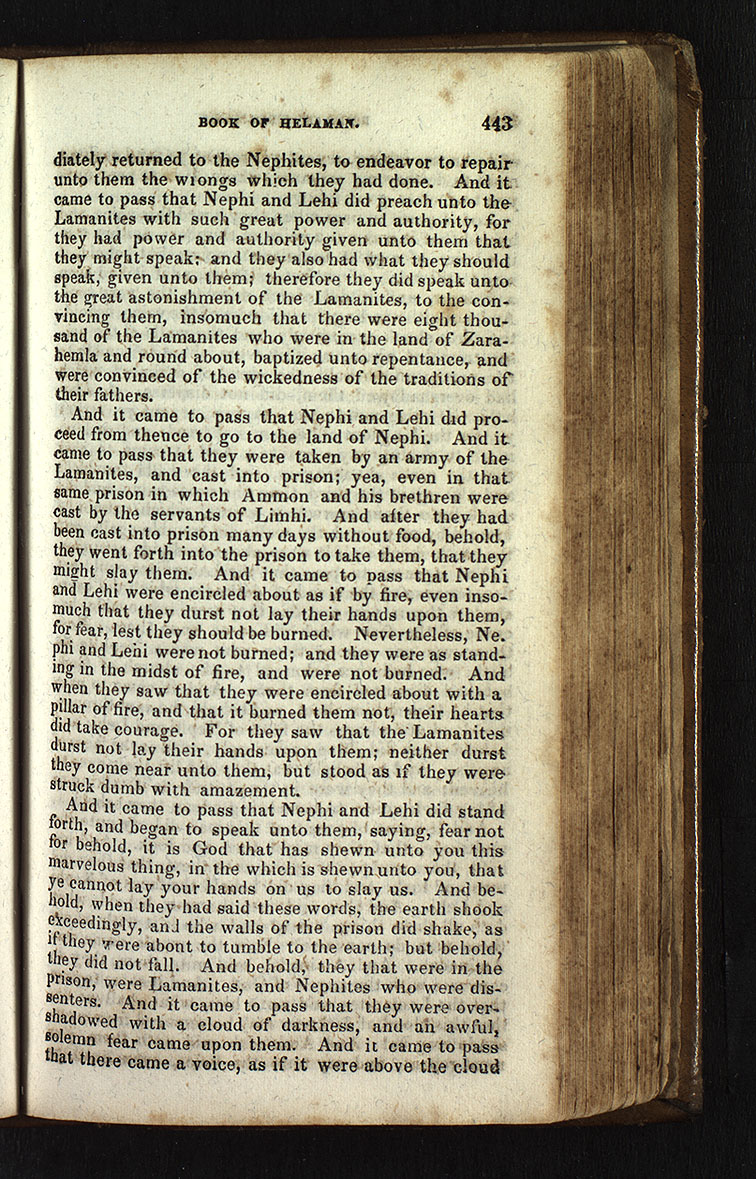 BOOK OF HELAMAN. 443
diately returned to the Nephites, to endeavor to repair
unto them the wrongs which they had done. And it
came to pass that Nephi and Lehi did preach unto the
Lamanites with such great power and authority, for
they had power and authority given unto them that
they might speak: and they also had what they should
speak, given unto them; therefore they did speak unto
the great astonishment of the Lamanites, to the con-
vincing them, insomuch that there were eight thou-
sand of the Lamanites who were in the land of Zara-
hemla and round about, baptized unto repentance, and
were convinced of the wickedness of the traditions of
their fathers.
And it came to pass that Nephi and Lehi did pro-
ceed from thence to go to the land of Nephi. And it
came to pass that they were taken by an army of the
Lamanites, and cast into prison; yea, even in that
same prison in which Ammon and his brethren were
cast by the servants of Limhi. And after they had
been cast into prison many days without food, behold,
they went forth into the prison to take them, that they
might slay them. And it came to pass that Nephi
and Lehi were encircled about as if by fire, even inso-
much that they durst not lay their hands upon them,
for fear, lest they should be burned. Nevertheless, Ne.
phi and Lehi were not burned; and they were as stand-
ing in the midst of fire, and were not burned. And
when they saw that they were encircled about with a
pillar of fire, and that it burned them not, their hearts
did take courage. For they saw that the Lamanites
durst not lay their hands upon them; neither durst
they come near unto them, but stood as if they were
struck dumb with amazement.
And it came to pass that Nephi and Lehi did stand
forth, and began to speak unto them, saying, fear not
for behold, it is God that has shewn unto you this
marvelous thing, in the which is shewn unto you, that
ye cannot lay your hands on us to slay us. And be-
hold, when they had said these words, the earth shook
exceedingly, and the walls of the prison did shake, as
if they were about to tumble to the earth; but behold,
they did not fall. And behold, they that were in the
prison, were Lamanites, and Nephites who were dis-
senters. And it came to pass that they were over-
shadowed with a cloud of darkness, and an awful,
solemn fear came upon them. And it came to pass
that there came a voice, as if it were above the cloud